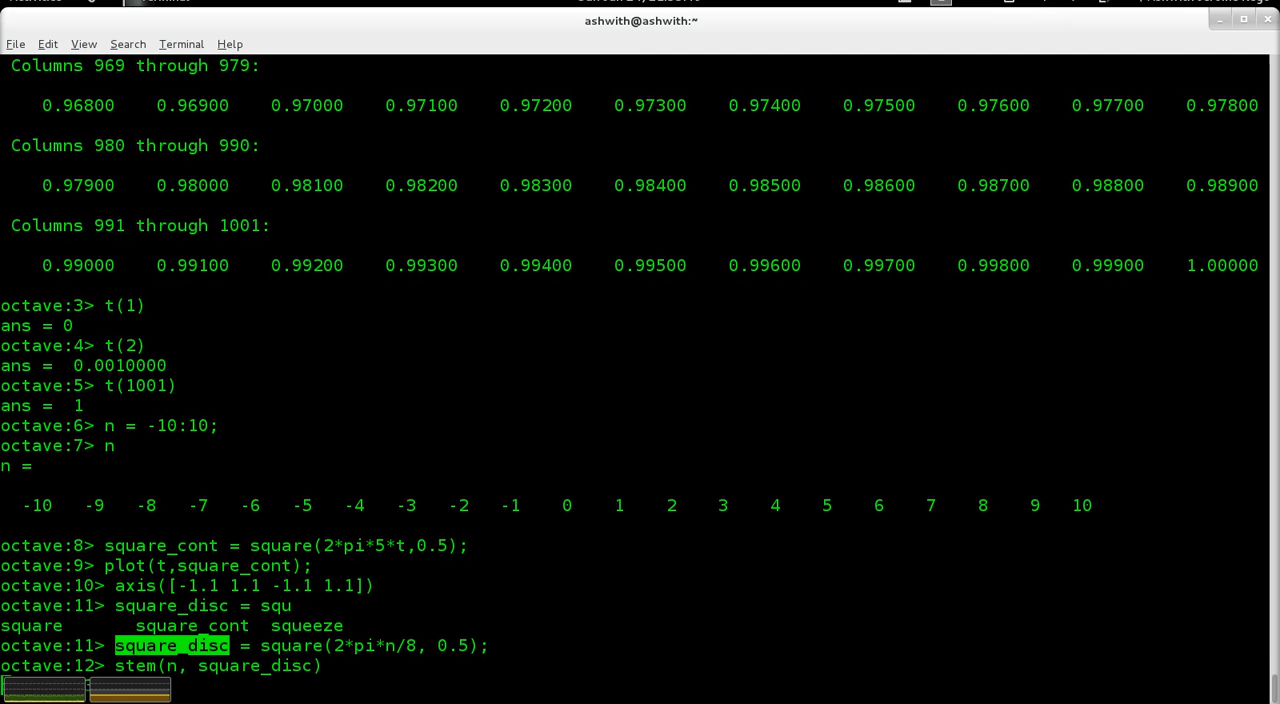 ashwith@ashwith:~
File Edit View Search Terminal Help
Columns 969 through 979:
0.96800 0.96900 0.97000 0.97100 0.97200 0.97300 0.97400 0.97500 0.97600 0.97700 0.97800
Columns 980 through 990:
0.97900 0.98000 0.98100 0.98200 0.98300 0.98400 0.98500 0.98600 0.98700 0.98800 0.98900
Columns 991 through 1001:
0.99000 0.99100 0.99200 0.99300 0.99400 0.99500 0.99600 0.99700 0.99800 0.99900 1.00000
octave:3> t(1)
ans = 0
octave:4> t(2)
ans = 0.0010000
octave:5> t(1001)
ans = 1
octave:6> n = -10:10;
octave:7> n
n =
-10 -9 -8 -7 -6 -5 -4 -3 -2 -1 0 1 2 3 4 5 6 7 8 9 10
octave:8> square_cont = square(2*pi*5*t,0.5);
octave:9> plot(t,square_cont);
octave:10> axis([-1.1 1.1 -1.1 1.1])
octave:11> square_disc = squ
square square_cont squeeze
octave:11> square_disc = square(2*pi*n/8, 0.5);
octave:12> stem(n, square_disc)